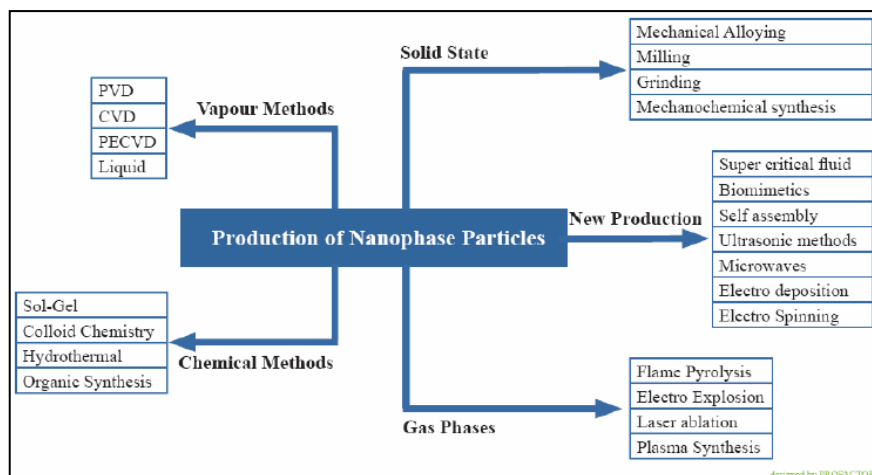 Solid State
Mechanical Alloying
Milling
Grinding
Mechanochemical synthesis
PVD
CVD
PECVD
Liquid
Vapour Methods
New Production
Super critical fluid
Biomimetics
Self assembly
Ultrasonic methods
Microwaves
Electro deposition
Electro Spinning
Production of Nanophase Particles
Sol-Gel
Colloid Chemistry
Hydrothermal
Organic Synthesis
Chemical Methods
Gas Phases
Flame Pyrolysis
Electro Explosion
Laser ablation
Plasma Synthesis